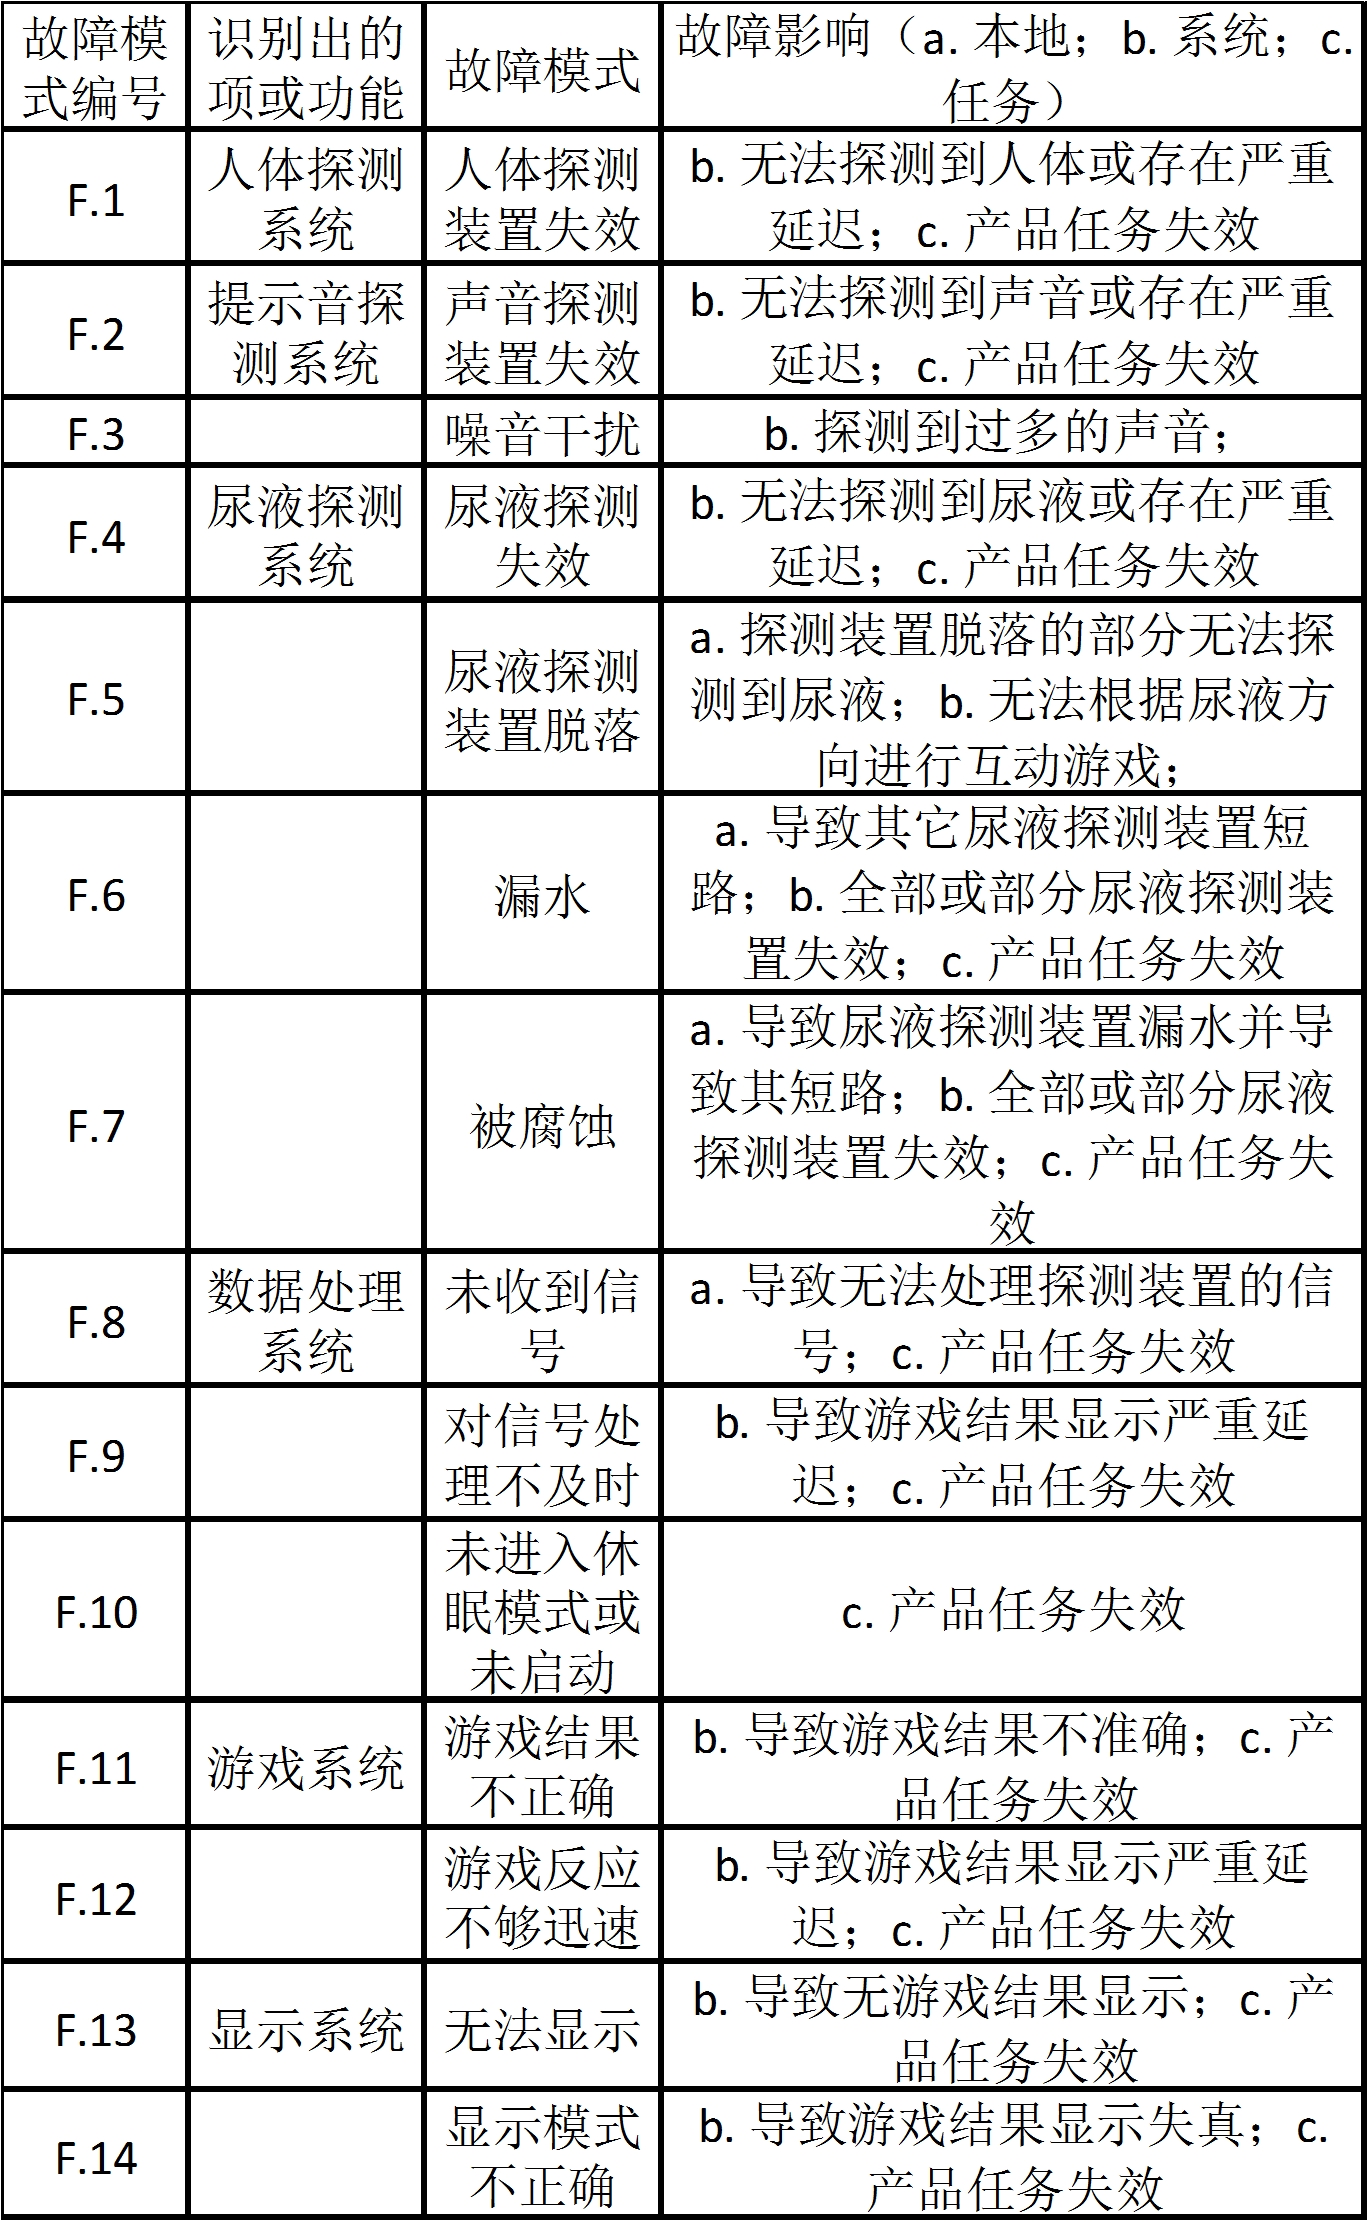 故障模
式编号
识别出的
项或功能
故障模式
故障影响（a. 本地；b. 系统；c.
任务）
F.1
人体探测
系统
人体探测
装置失效
b. 无法探测到人体或存在严重
延迟；c. 产品任务失效
F.2
提示音探
测系统
声音探测
装置失效
b. 无法探测到声音或存在严重
延迟；c. 产品任务失效
F.3
噪音干扰
b. 探测到过多的声音；
F.4
尿液探测
系统
尿液探测
失效
b. 无法探测到尿液或存在严重
延迟；c. 产品任务失效
F.5
尿液探测
装置脱落
a. 探测装置脱落的部分无法探
测到尿液；b. 无法根据尿液方
向进行互动游戏；
F.6
漏水
a. 导致其它尿液探测装置短
路；b. 全部或部分尿液探测装
置失效；c. 产品任务失效
F.7
被腐蚀
a. 导致尿液探测装置漏水并导
致其短路；b. 全部或部分尿液
探测装置失效；c. 产品任务失
效
F.8
数据处理
系统
未收到信
号
a. 导致无法处理探测装置的信
号；c. 产品任务失效
F.9
对信号处
理不及时
b. 导致游戏结果显示严重延
迟；c. 产品任务失效
F.10
未进入休
眠模式或
未启动
c. 产品任务失效
F.11
游戏系统
游戏结果
不正确
b. 导致游戏结果不准确；c. 产
品任务失效
F.12
游戏反应
不够迅速
b. 导致游戏结果显示严重延
迟；c. 产品任务失效
F.13
显示系统
无法显示
b. 导致无游戏结果显示；c. 产
品任务失效
F.14
显示模式
不正确
b. 导致游戏结果显示失真；c.
产品任务失效